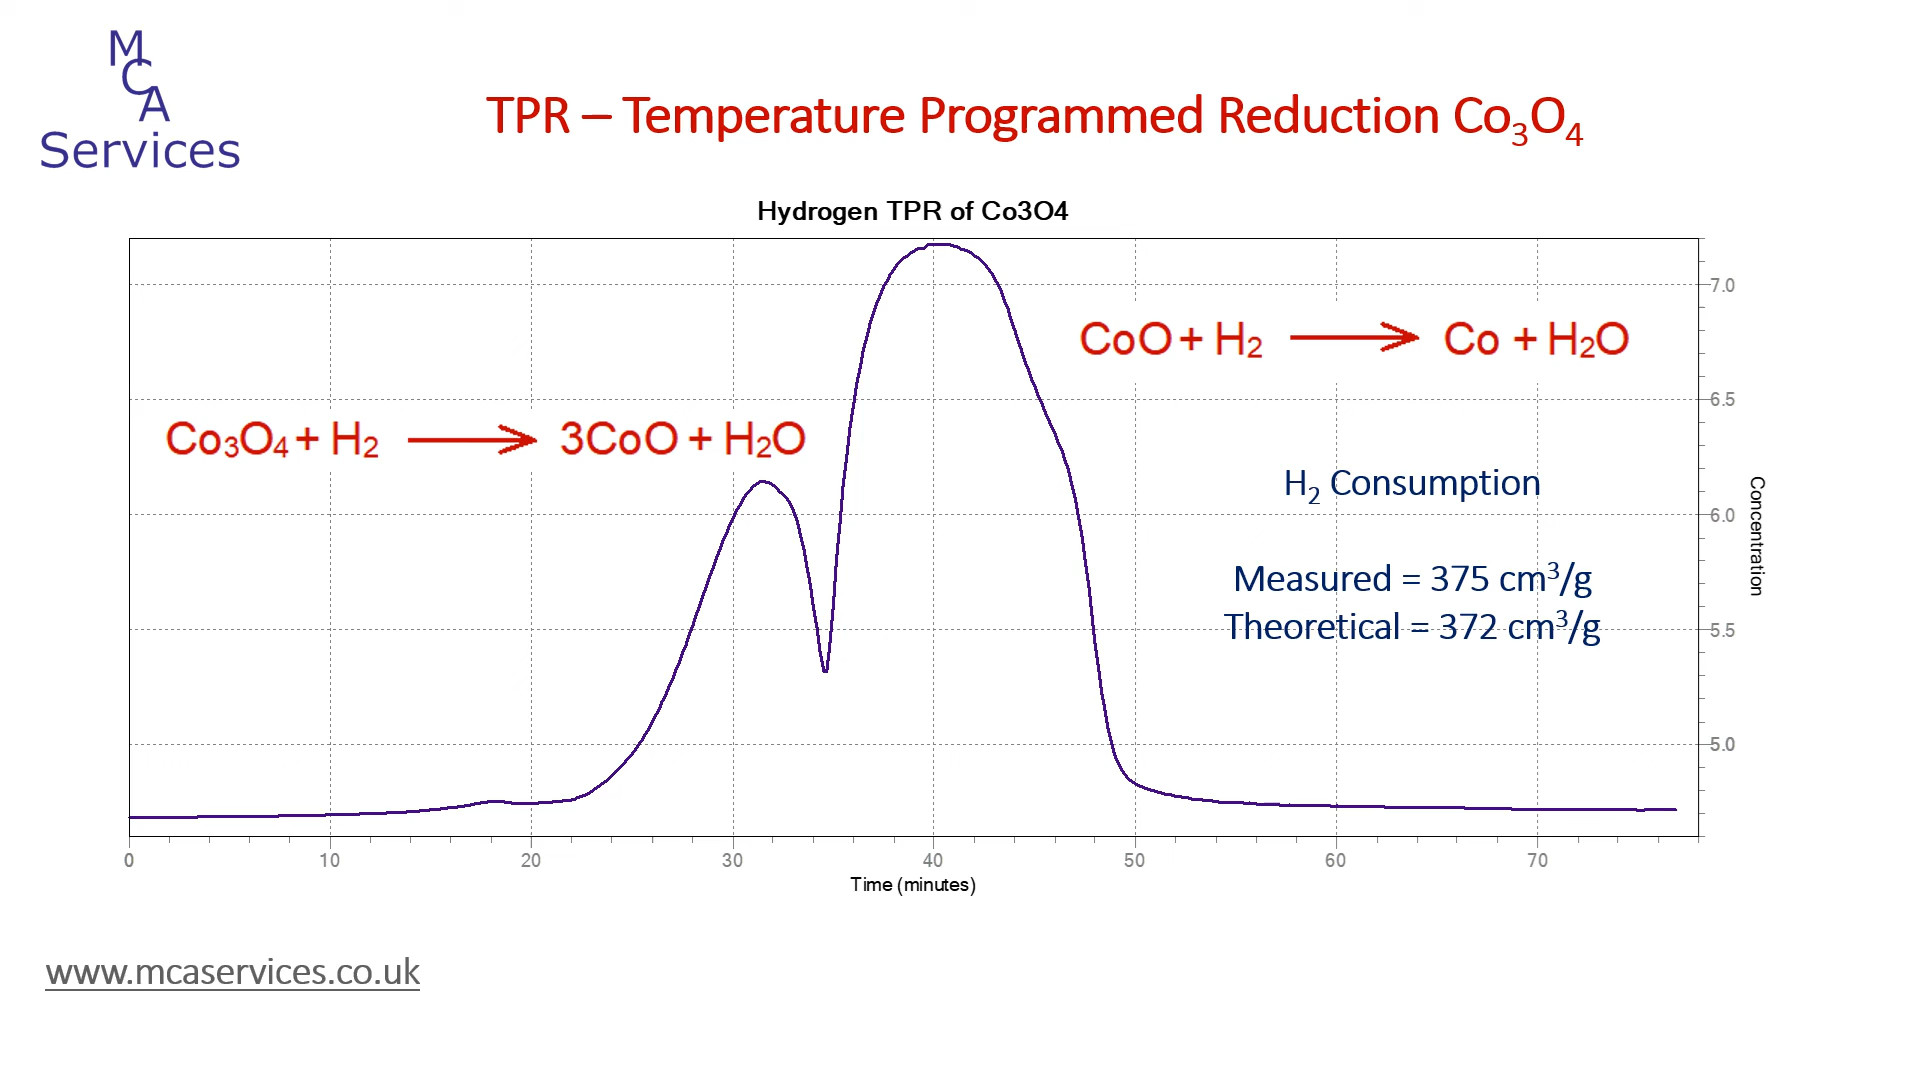 M
C
A
Services
TPR – Temperature Programmed Reduction Co₃O₄
Hydrogen TPR of Co3O4
7.0
CoO + H₂ → Co + H₂O
6.5
Co₃O₄ + H₂ → 3CoO + H₂O
H₂ Consumption
6.0
Concentration
Measured = 375 cm³/g
Theoretical = 372 cm³/g
5.5
5.0
0 10 20 30 40 50 60 70
Time (minutes)
www.mcaservices.co.uk